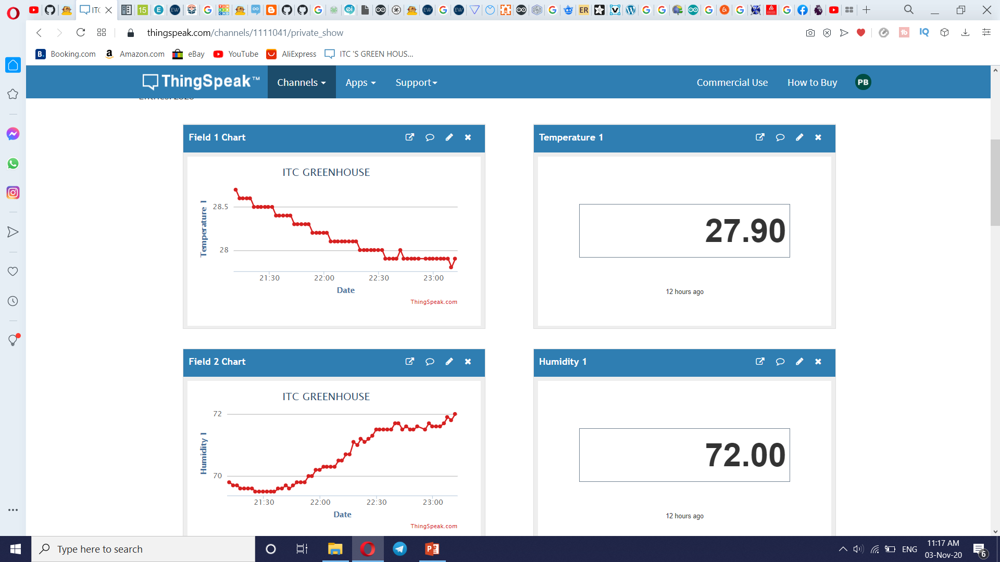 ITC
15
ER
thingspeak.com/channels/1111041/private_show
IQ
Booking.com
Amazon.com
eBay
YouTube
AliExpress
ITC 'S GREEN HOUS...
ThingSpeak™
Channels
Apps
Support
Commercial Use
How to Buy
PB
Field 1 Chart
Temperature 1
ITC GREENHOUSE
Temperature 1
28.5
28
21:30
22:00
22:30
23:00
Date
ThingSpeak.com
27.90
12 hours ago
Field 2 Chart
Humidity 1
ITC GREENHOUSE
Humidity 1
72
70
21:30
22:00
22:30
23:00
Date
ThingSpeak.com
72.00
12 hours ago
Type here to search
ENG
11:17 AM
03-Nov-20
6